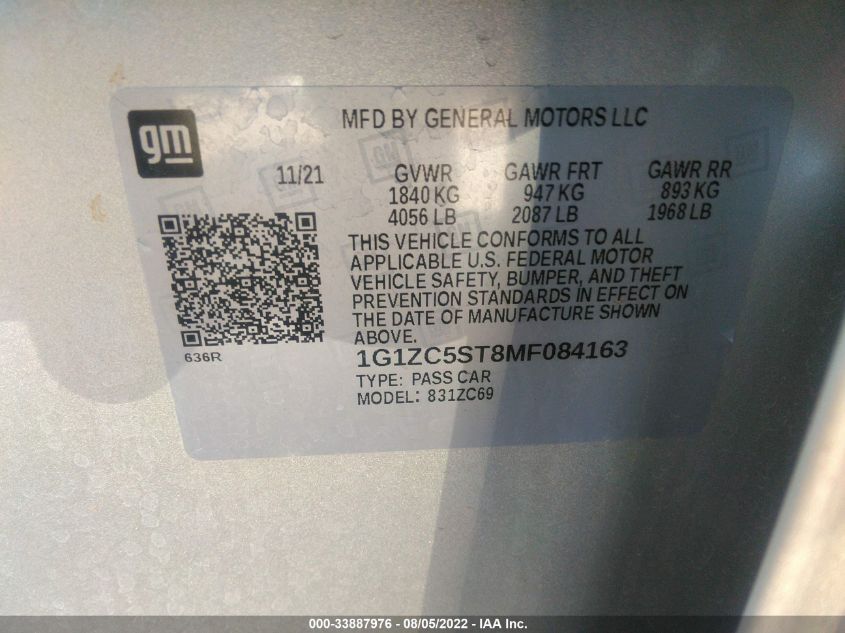 gm
MFD BY GENERAL MOTORS LLC
11/21 GVWR GAWR FRT GAWR RR
1840 KG 947 KG 893 KG
4056 LB 2087 LB 1968 LB
THIS VEHICLE CONFORMS TO ALL
APPLICABLE U.S. FEDERAL MOTOR
VEHICLE SAFETY, BUMPER, AND THEFT
PREVENTION STANDARDS IN EFFECT ON
THE DATE OF MANUFACTURE SHOWN
ABOVE.
636R
1G1ZC5ST8MF084163
TYPE: PASS CAR
MODEL: 831ZC69
000-33887976 - 08/05/2022 - IAA Inc.